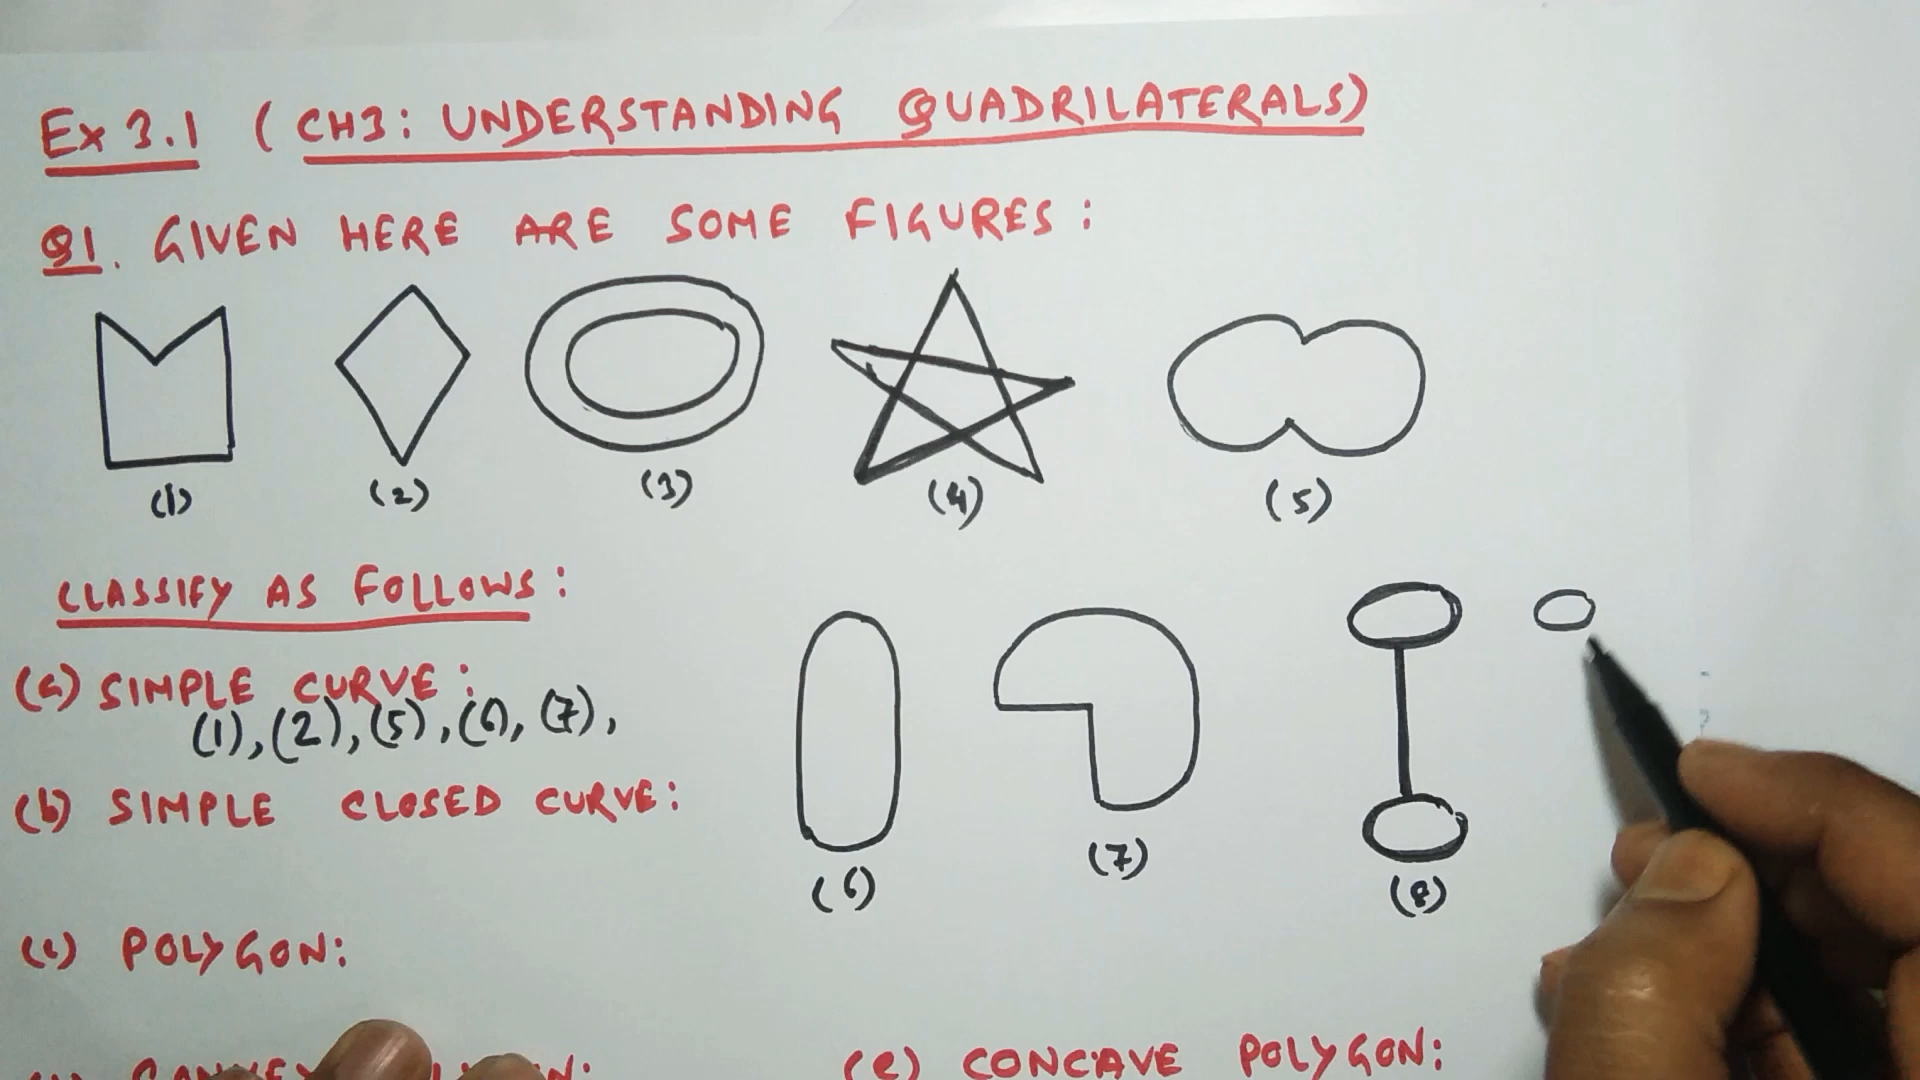 Ex 3.1 ( CH3: UNDERSTANDING QUADRILATERALS)
Q1. GIVEN HERE ARE SOME FIGURES:
(1) (2) (3) (4) (5)
CLASSIFY AS FOLLOWS:
(a) SIMPLE CURVE:
(1), (2), (5), (6), (7),
(b) SIMPLE CLOSED CURVE:
(6) (7) (8)
(c) POLYGON:
(e) CONCAVE POLYGON: